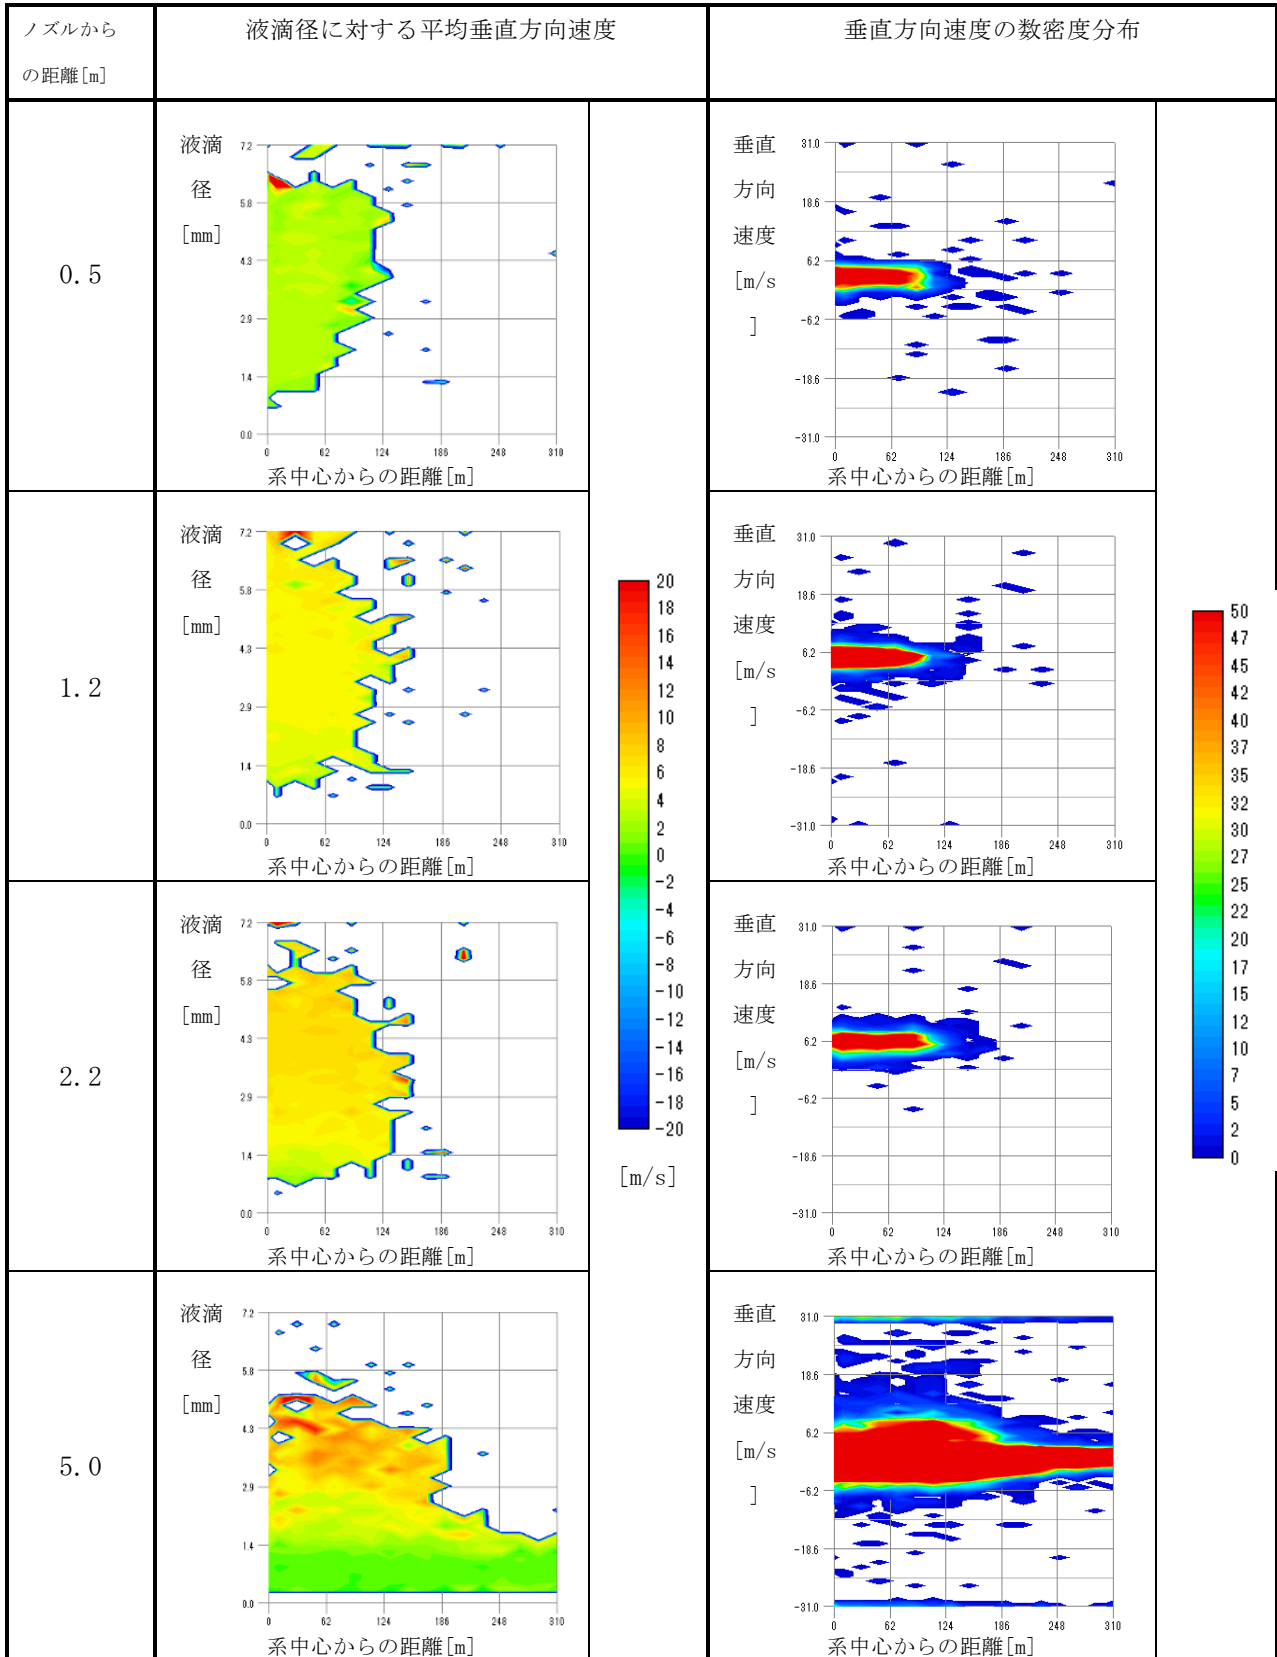 ノズルから
の距離[m]
液滴径に対する平均垂直方向速度
垂直方向速度の数密度分布
0.5
液滴
径
[mm]
7.2
5.8
4.3
2.9
1.4
0.0
0 62 124 186 248 310
系中心からの距離[m]
垂直
方向
速度
[m/s
]
31.0
18.6
6.2
-6.2
-18.6
-31.0
0 62 124 186 248 310
系中心からの距離[m]
1.2
液滴
径
[mm]
7.2
5.8
4.3
2.9
1.4
0.0
0 62 124 186 248 310
系中心からの距離[m]
垂直
方向
速度
[m/s
]
31.0
18.6
6.2
-6.2
-18.6
-31.0
0 62 124 186 248 310
系中心からの距離[m]
2.2
液滴
径
[mm]
7.2
5.8
4.3
2.9
1.4
0.0
0 62 124 186 248 310
系中心からの距離[m]
垂直
方向
速度
[m/s
]
31.0
18.6
6.2
-6.2
-18.6
-31.0
0 62 124 186 248 310
系中心からの距離[m]
5.0
液滴
径
[mm]
7.2
5.8
4.3
2.9
1.4
0.0
0 62 124 186 248 310
系中心からの距離[m]
垂直
方向
速度
[m/s
]
31.0
18.6
6.2
-6.2
-18.6
-31.0
0 62 124 186 248 310
系中心からの距離[m]
20
18
16
14
12
10
8
6
4
2
0
-2
-4
-6
-8
-10
-12
-14
-16
-18
-20
[m/s]
50
47
45
42
40
37
35
32
30
27
25
22
20
17
15
12
10
7
5
2
0